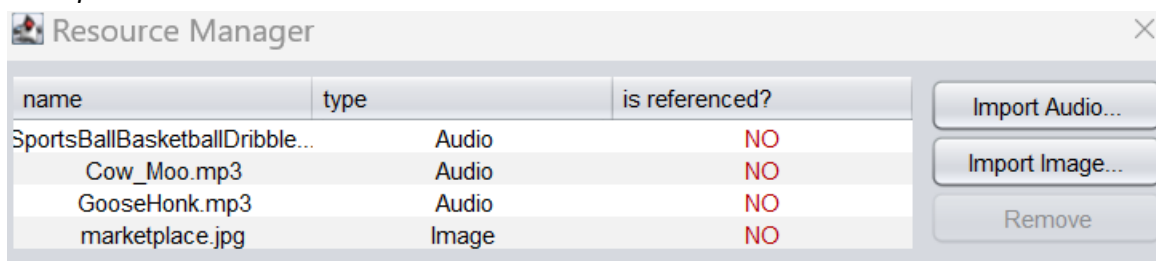 Resource Manager
name type is referenced?
SportsBallBasketballDribble... Audio NO
Cow_Moo.mp3 Audio NO
GooseHonk.mp3 Audio NO
marketplace.jpg Image NO
Import Audio...
Import Image...
Remove